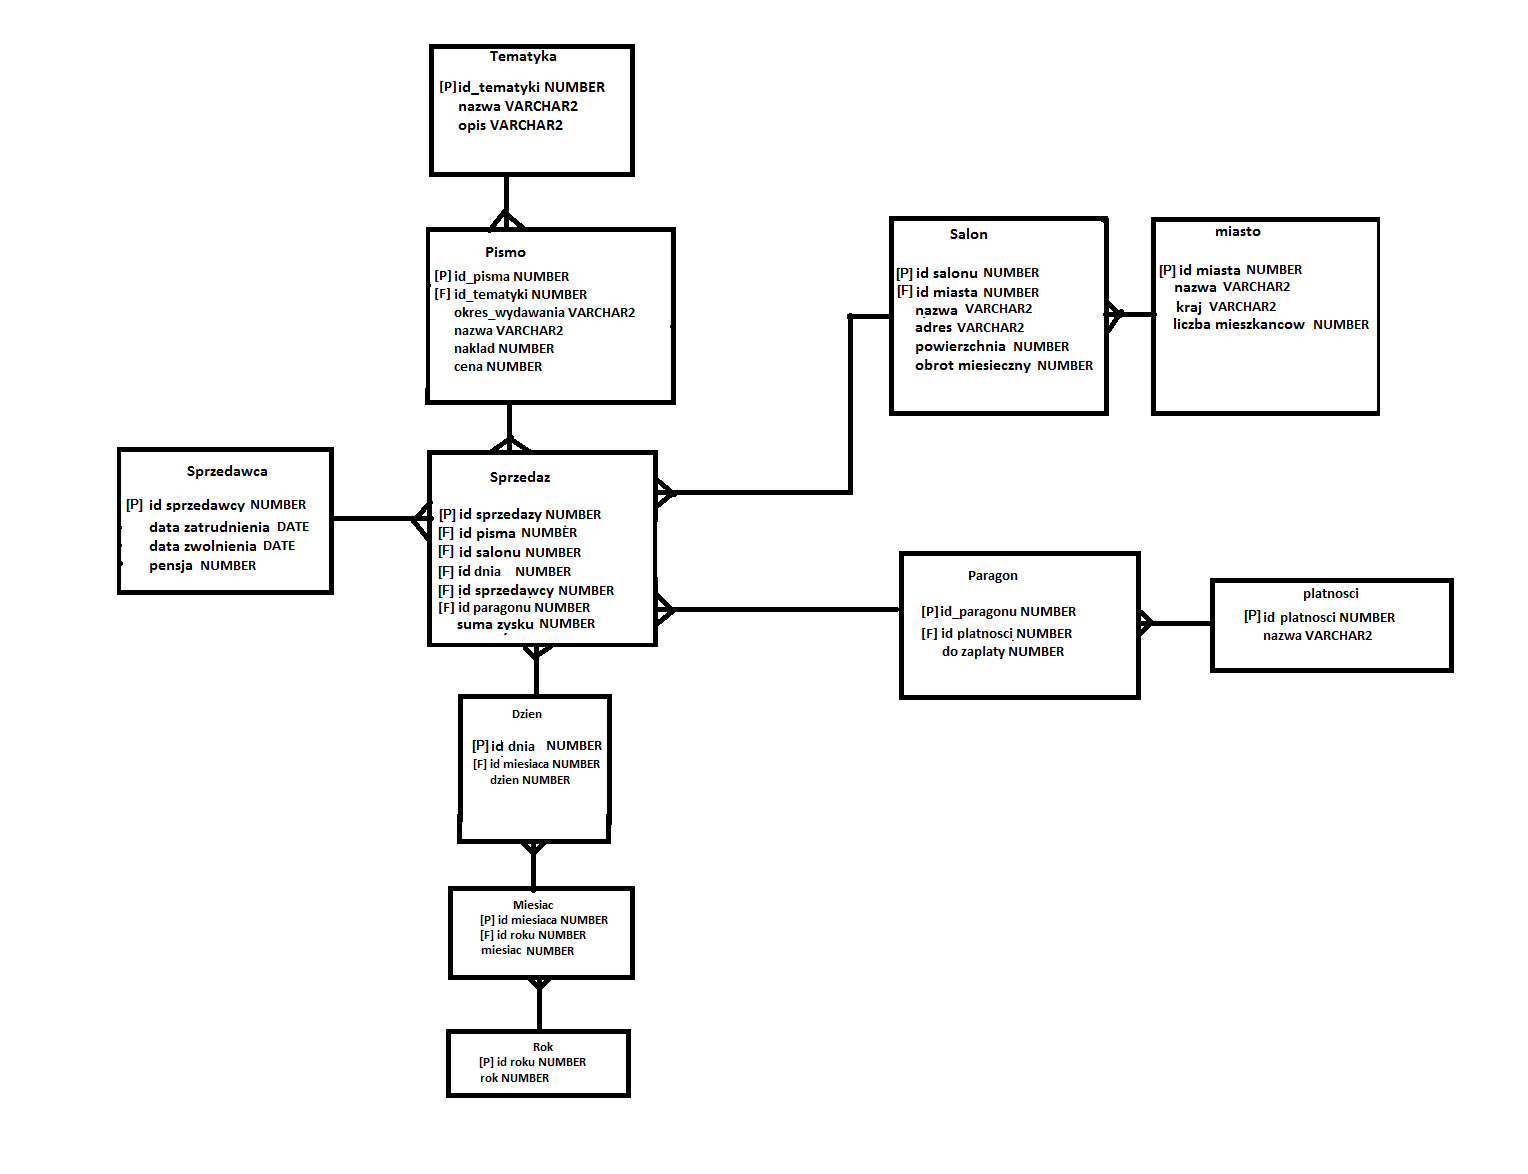 Tematyka
[P] id_tematyki NUMBER
nazwa VARCHAR2
opis VARCHAR2
Pismo
[P] id_pisma NUMBER
[F] id_tematyki NUMBER
okres_wydawania VARCHAR2
nazwa VARCHAR2
naklad NUMBER
cena NUMBER
Salon
[P] id salonu NUMBER
[F] id miasta NUMBER
nazwa VARCHAR2
adres VARCHAR2
powierzchnia NUMBER
obrot miesieczny NUMBER
miasto
[P] id miasta NUMBER
nazwa VARCHAR2
kraj VARCHAR2
liczba mieszkancow NUMBER
Sprzedawca
[P] id sprzedawcy NUMBER
data zatrudnienia DATE
data zwolnienia DATE
pensja NUMBER
Sprzedaz
[P] id sprzedazy NUMBER
[F] id pisma NUMBER
[F] id salonu NUMBER
[F] id dnia NUMBER
[F] id sprzedawcy NUMBER
[F] id paragonu NUMBER
suma zysku NUMBER
Paragon
[P] id_paragonu NUMBER
[F] id platnosci NUMBER
do zaplaty NUMBER
platnosci
[P] id platnosci NUMBER
nazwa VARCHAR2
Dzien
[P] id dnia NUMBER
[F] id miesiaca NUMBER
dzien NUMBER
Miesiac
[P] id miesiaca NUMBER
[F] id roku NUMBER
miesiac NUMBER
Rok
[P] id roku NUMBER
rok NUMBER